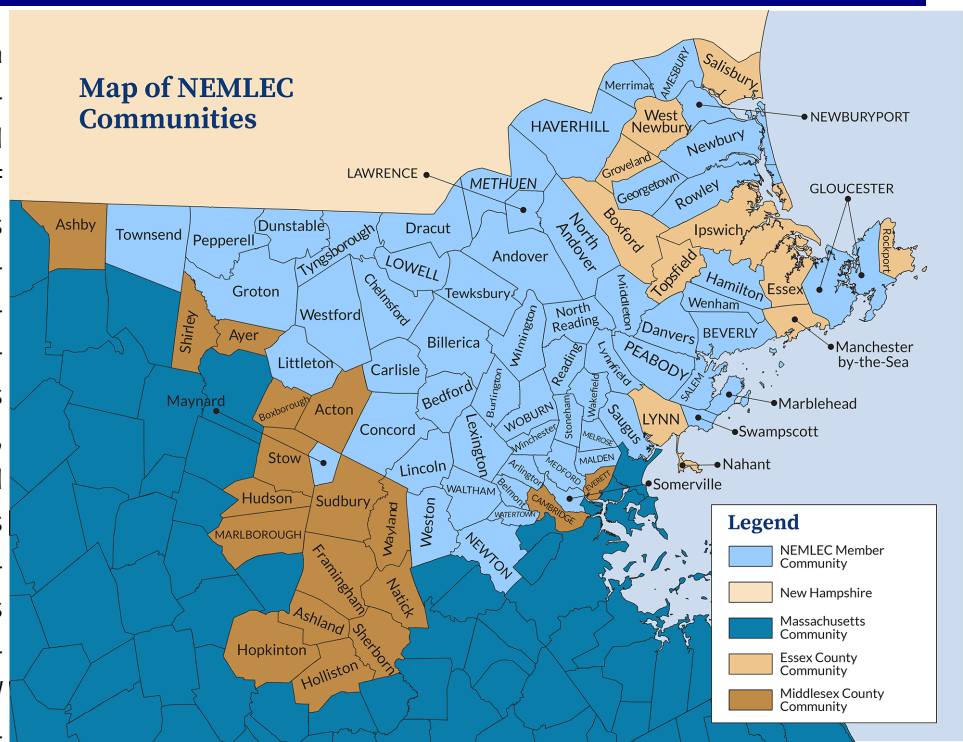 Map of NEMLEC
Communities
Salisbury
AMESBURY
Merrimac
NEWBURYPORT
West
Newbury
HAVERHILL
Newbury
Groveland
LAWRENCE
METHUEN
Georgetown
Rowley
GLOUCESTER
Ashby
Townsend
Pepperell
Dunstable
Tyngsborough
Dracut
North
Andover
Boxford
Ipswich
Rockport
Andover
LOWELL
Topsfield
Hamilton
Essex
Groton
Chelmsford
Tewksbury
Middleton
Wenham
Westford
North
Reading
Wilmington
Danvers
BEVERLY
Shirley
Ayer
Billerica
Manchester
by-the-Sea
Littleton
Carlisle
Reading
Lynnfield
PEABODY
Bedford
Burlington
Wakefield
SALEM
Maynard
Boxborough
Acton
Stoneham
Marblehead
Concord
WOBURN
Saugus
LYNN
Swampscott
Winchester
MELROSE
Lexington
Stow
Lincoln
Arlington
MEDFORD
MALDEN
Nahant
Hudson
Sudbury
WALTHAM
Belmont
EVERETT
Somerville
CAMBRIDGE
Wayland
Weston
WATERTOWN
MARLBOROUGH
NEWTON
Framingham
Natick
Ashland
Sherborn
Hopkinton
Holliston
Legend
NEMLEC Member
Community
New Hampshire
Massachusetts
Community
Essex County
Community
Middlesex County
Community